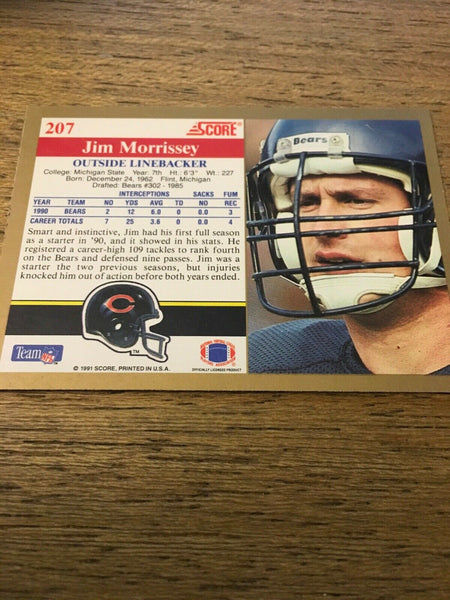 207
SCORE®
Jim Morrissey
OUTSIDE LINEBACKER
College: Michigan State Year: 7th Ht.: 6'3" Wt.: 227
Born: December 24, 1962 Flint, Michigan
Drafted: Bears #302 - 1985
INTERCEPTIONS SACKS FUM
YEAR TEAM NO YDS AVG TD NO REC
1990 BEARS 2 12 6.0 0 0.0 3
CAREER TOTALS 7 25 3.6 0 0.0 4
Smart and instinctive, Jim had his first full season
as a starter in '90, and it showed in his stats. He
registered a career-high 109 tackles to rank fourth
on the Bears and defensed nine passes. Jim was a
starter the two previous seasons, but injuries
knocked him out of action before both years ended.
C
TM
Team NFL
© 1991 SCORE, PRINTED IN U.S.A.
OFFICIALLY LICENSED PRODUCT
Bears